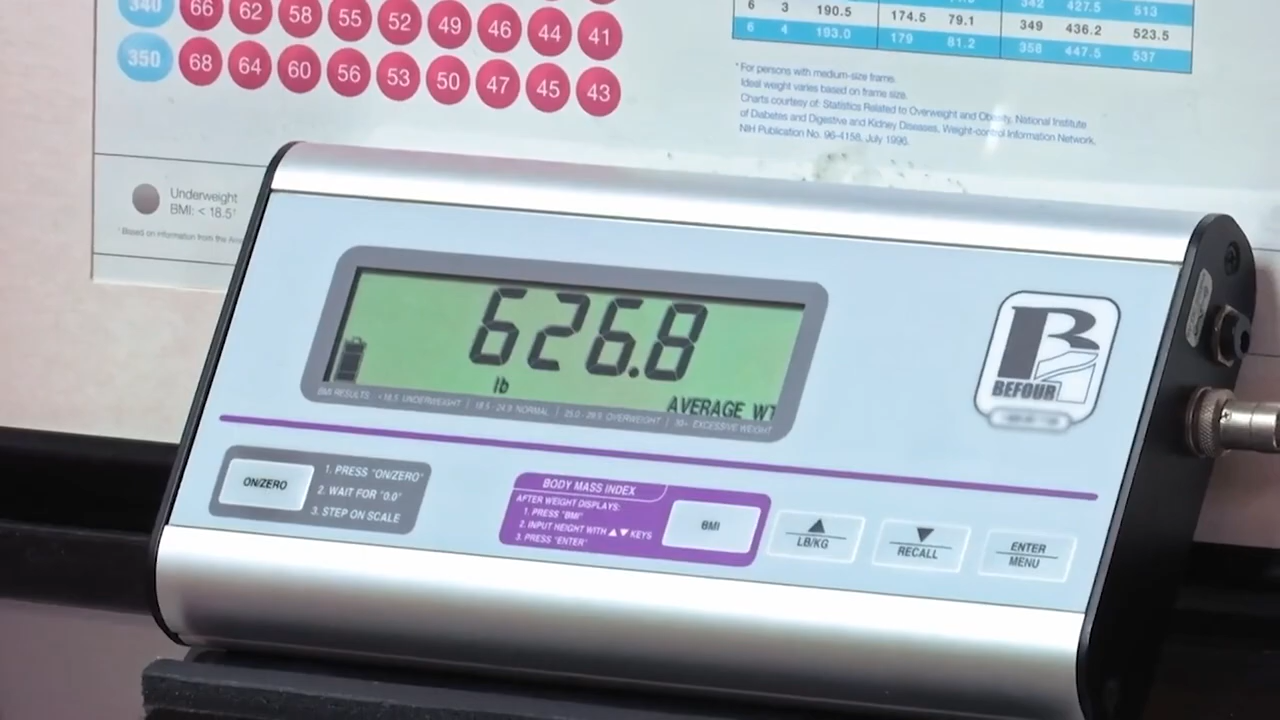 340 66 62 58 55 52 49 46 44 41
350 68 64 60 56 53 50 47 45 43
342 427.5 513
6 3 190.5 174.5 79.1 349 436.2 523.5
6 4 193.0 179 81.2 358 447.5 537
*For persons with medium-size frame.
Ideal weight varies based on frame size.
Charts courtesy of: Statistics Related to Overweight and Obesity, National Institute
of Diabetes and Digestive and Kidney Diseases, Weight-control Information Network,
NIH Publication No. 96-4158, July 1996.
Underweight
BMI: < 18.5†
Based on information from the
626.8
lb
AVERAGE WT
BMI RESULTS: <18.5 UNDERWEIGHT | 18.5 - 24.9 NORMAL | 25.0 - 29.9 OVERWEIGHT | 30+ EXCESSIVE WEIGHT
BEFOUR
ON/ZERO
1. PRESS "ON/ZERO"
2. WAIT FOR "0.0"
3. STEP ON SCALE
BODY MASS INDEX
AFTER WEIGHT DISPLAYS:
1. PRESS "BMI"
2. INPUT HEIGHT WITH ▲▼ KEYS
3. PRESS "ENTER"
BMI
▲
LB/KG
▼
RECALL
ENTER
MENU